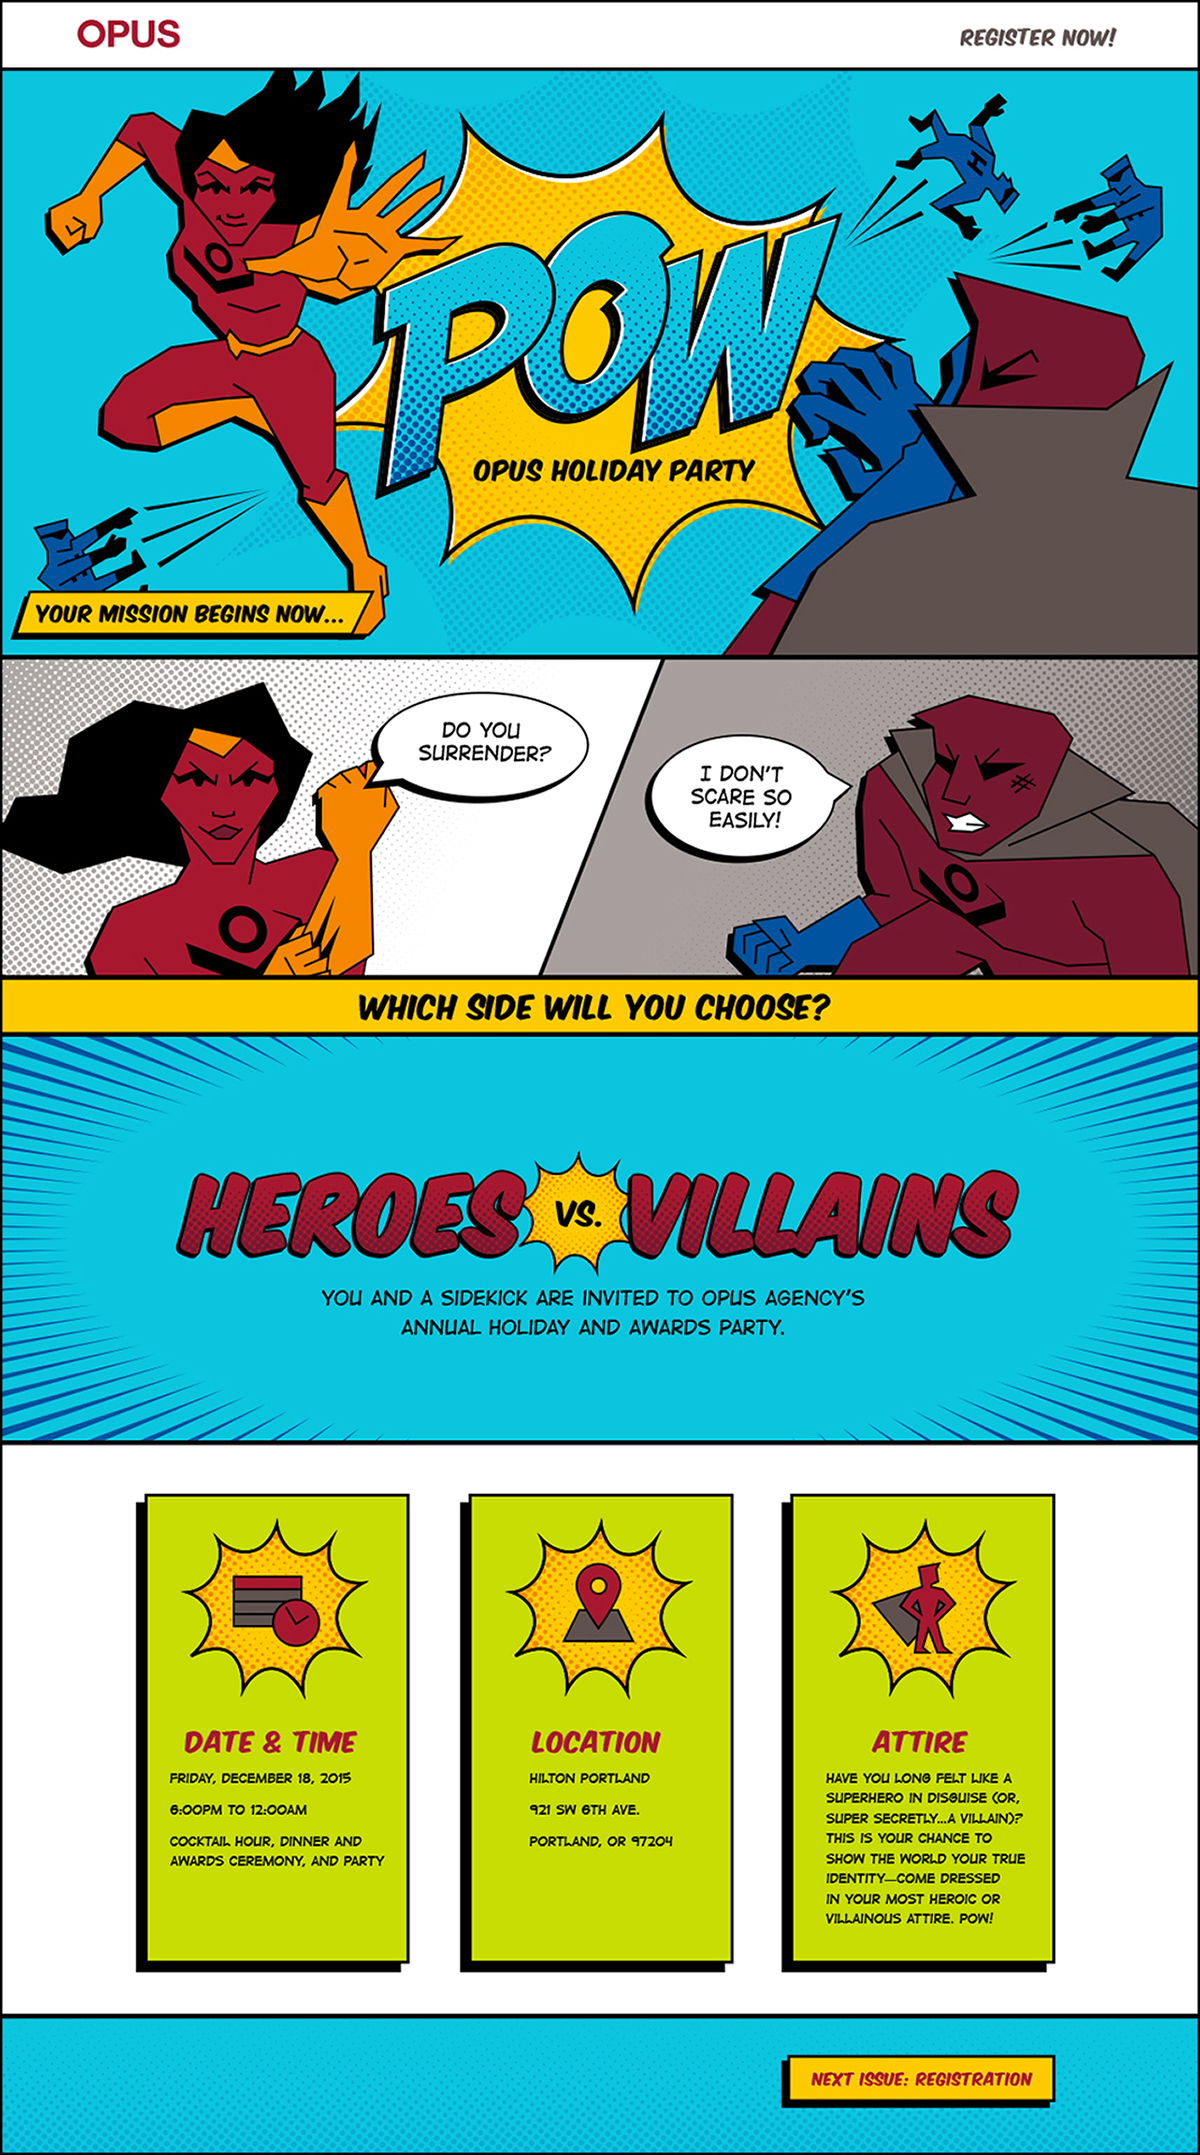 OPUS
REGISTER NOW!
POW
OPUS HOLIDAY PARTY
YOUR MISSION BEGINS NOW...
DO YOU
SURRENDER?
I DON'T
SCARE SO
EASILY!
WHICH SIDE WILL YOU CHOOSE?
HEROES VS. VILLAINS
YOU AND A SIDEKICK ARE INVITED TO OPUS AGENCY'S
ANNUAL HOLIDAY AND AWARDS PARTY.
DATE & TIME
FRIDAY, DECEMBER 18, 2015
6:00PM TO 12:00AM
COCKTAIL HOUR, DINNER AND
AWARDS CEREMONY, AND PARTY
LOCATION
HILTON PORTLAND
921 SW 6TH AVE.
PORTLAND, OR 97204
ATTIRE
HAVE YOU LONG FELT LIKE A
SUPERHERO IN DISGUISE (OR,
SUPER SECRETLY...A VILLAIN)?
THIS IS YOUR CHANCE TO
SHOW THE WORLD YOUR TRUE
IDENTITY—COME DRESSED
IN YOUR MOST HEROIC OR
VILLAINOUS ATTIRE. POW!
NEXT ISSUE: REGISTRATION